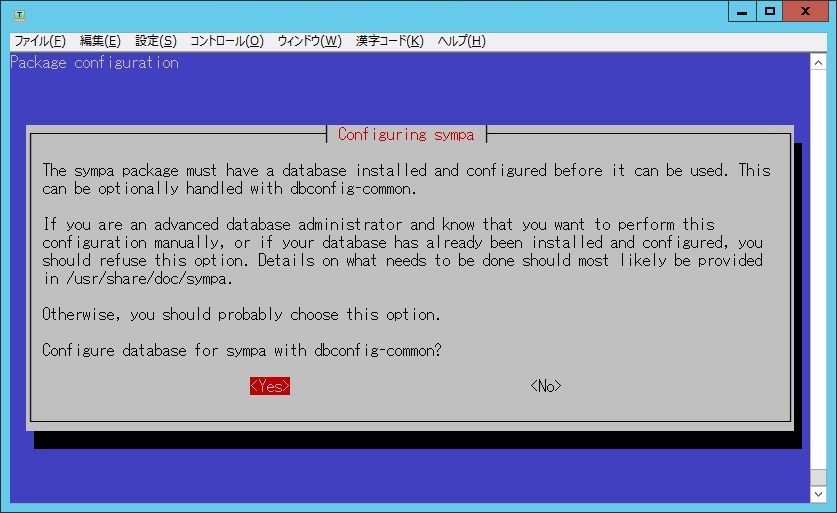 ファイル(F) 編集(E) 設定(S) コントロール(O) ウィンドウ(W) 漢字コード(K) ヘルプ(H)
Package configuration
Configuring sympa
The sympa package must have a database installed and configured before it can be used. This
can be optionally handled with dbconfig-common.
If you are an advanced database administrator and know that you want to perform this
configuration manually, or if your database has already been installed and configured, you
should refuse this option. Details on what needs to be done should most likely be provided
in /usr/share/doc/sympa.
Otherwise, you should probably choose this option.
Configure database for sympa with dbconfig-common?
<Yes> <No>